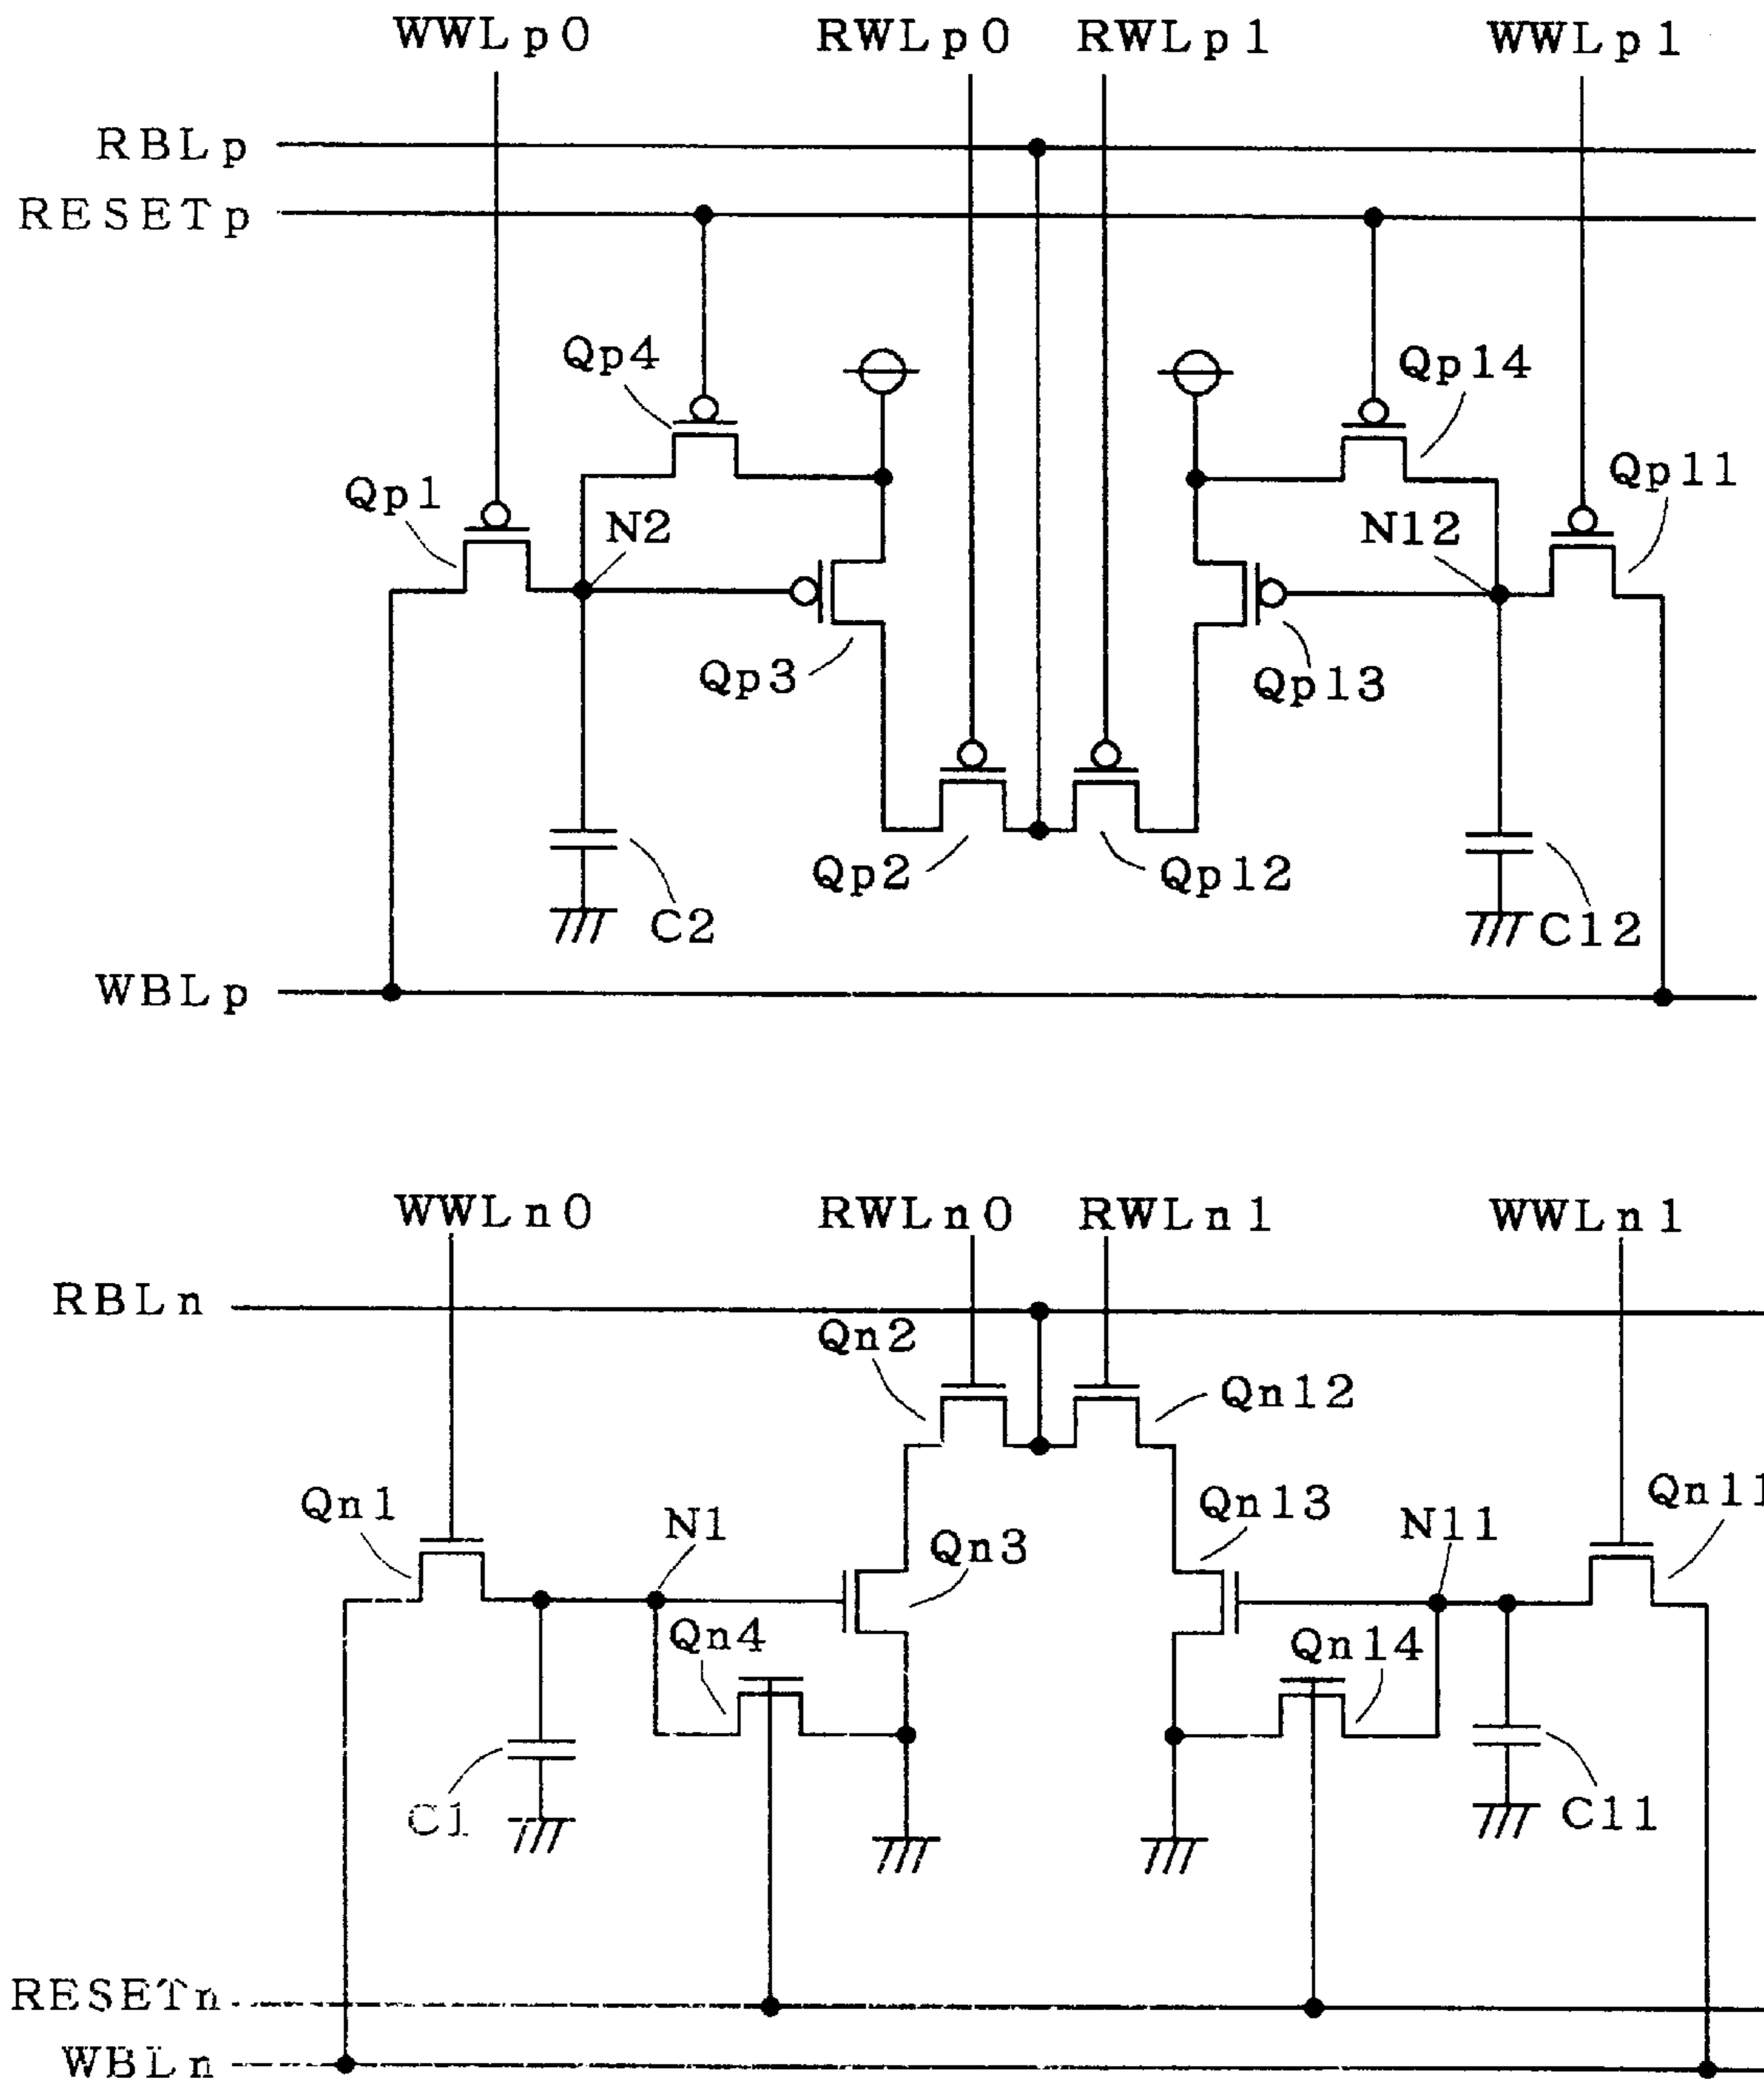 WWLp0 RWLp0 RWLp1 WWLp1
RBLp
RESETp
Qp4 Qp14
Qp1 N2 N12 Qp11
Qp3 Qp13
Qp2 Qp12
C2 C12
WBLp
WWLn0 RWLn0 RWLn1 WWLn1
RBLn
Qn2
Qn12
Qn1 N1 Qn3 Qn13 N11 Qn11
Qn4 Qn14
C1 C11
RESETn
WBLn